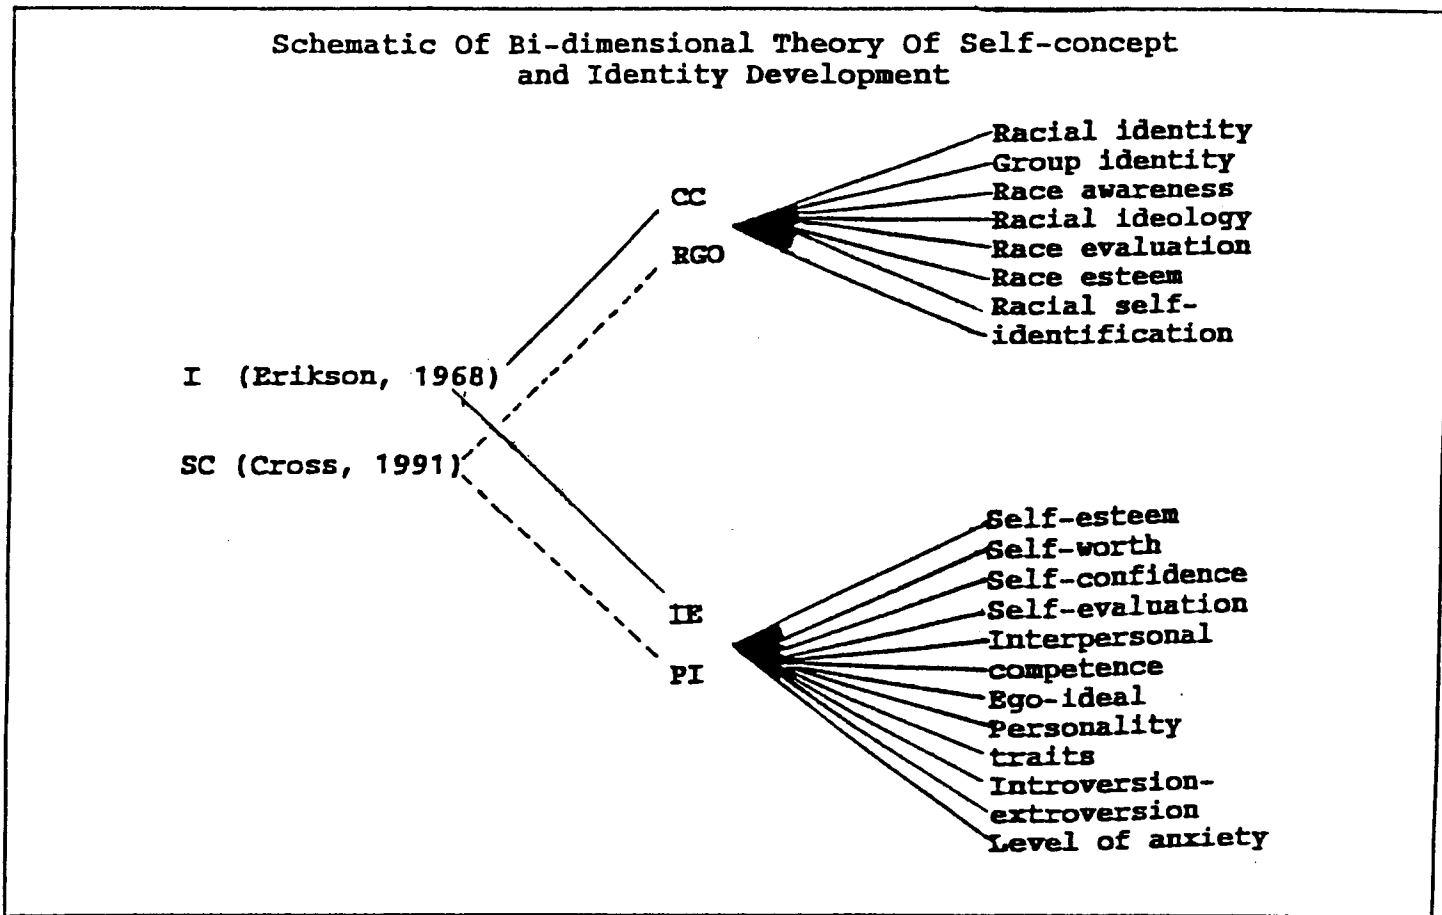 Schematic Of Bi-dimensional Theory Of Self-concept
and Identity Development
CC
RGO
Racial identity
Group identity
Race awareness
Racial ideology
Race evaluation
Race esteem
Racial self-
identification
I (Erikson, 1968)
SC (Cross, 1991)
IE
PI
Self-esteem
Self-worth
Self-confidence
Self-evaluation
Interpersonal
competence
Ego-ideal
Personality
traits
Introversion-
extroversion
Level of anxiety